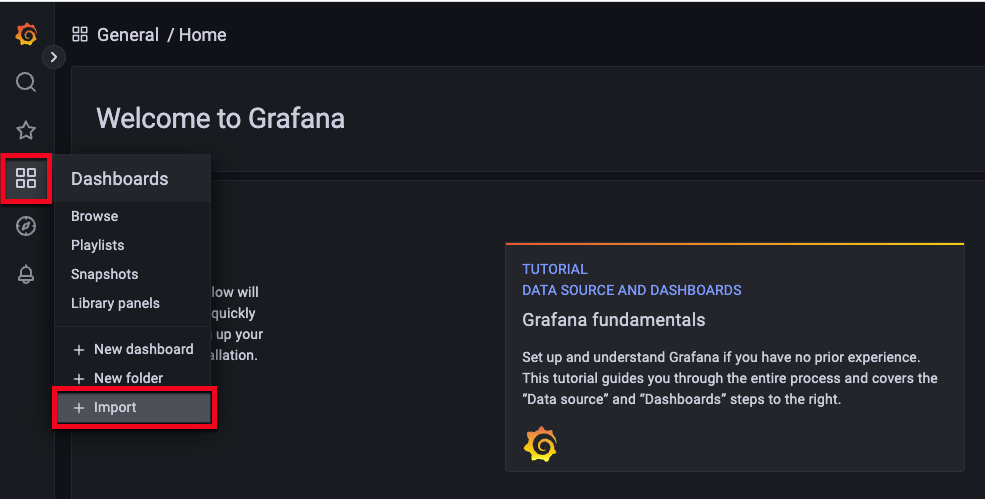 General / Home
Welcome to Grafana
Dashboards
Browse
Playlists
Snapshots
Library panels
+ New dashboard
+ New folder
+ Import
low will
quickly
up your
allation.
TUTORIAL
DATA SOURCE AND DASHBOARDS
Grafana fundamentals
Set up and understand Grafana if you have no prior experience.
This tutorial guides you through the entire process and covers the
“Data source” and “Dashboards” steps to the right.